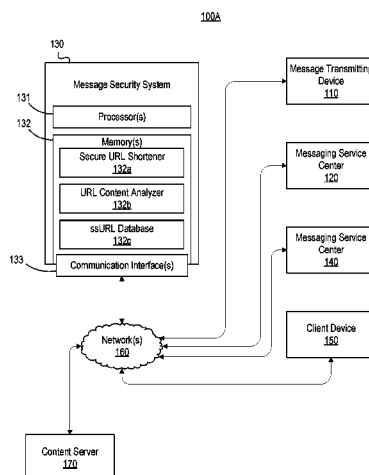 100A
130
Message Security System
131
Processor(s)
132
Memory(s)
Secure URL Shortener
132a
URL Content Analyzer
132b
ssURL Database
132c
133
Communication Interface(s)
Message Transmitting
Device
110
Messaging Service
Center
120
Messaging Service
Center
140
Client Device
150
Network(s)
160
Content Server
170